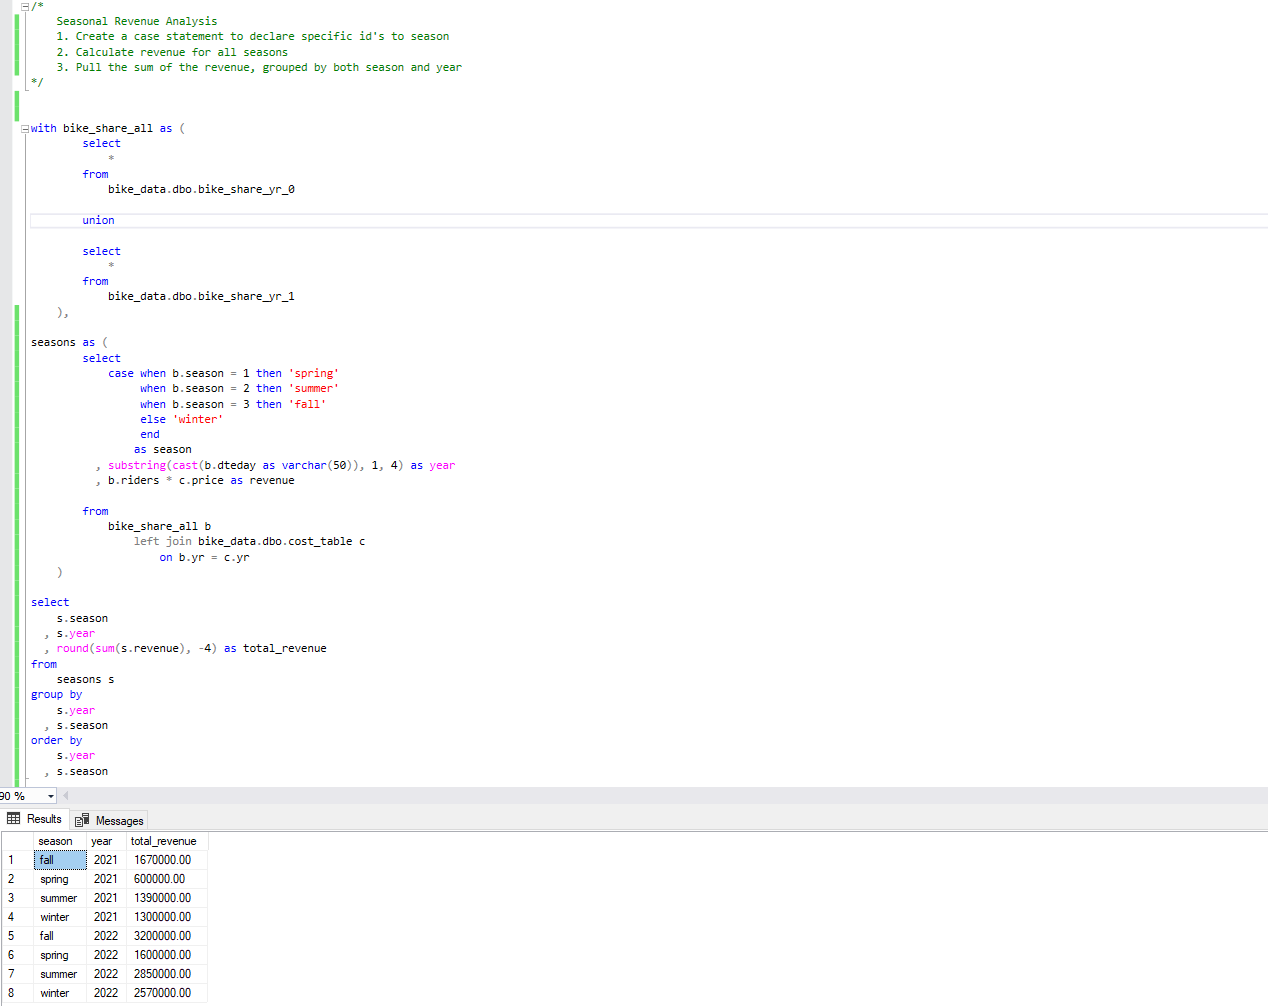 /*
    Seasonal Revenue Analysis
    1. Create a case statement to declare specific id's to season
    2. Calculate revenue for all seasons
    3. Pull the sum of the revenue, grouped by both season and year
*/
with bike_share_all as (
        select
            *
        from
            bike_data.dbo.bike_share_yr_0
        union
        select
            *
        from
            bike_data.dbo.bike_share_yr_1
    ),
seasons as (
        select
            case when b.season = 1 then 'spring'
                 when b.season = 2 then 'summer'
                 when b.season = 3 then 'fall'
                 else 'winter'
                 end
                as season
          , substring(cast(b.dteday as varchar(50)), 1, 4) as year
          , b.riders * c.price as revenue
        from
            bike_share_all b
                left join bike_data.dbo.cost_table c
                    on b.yr = c.yr
    )
select
    s.season
  , s.year
  , round(sum(s.revenue), -4) as total_revenue
from
    seasons s
group by
    s.year
  , s.season
order by
    s.year
  , s.season
90 %
Results Messages
season year total_revenue
1 fall 2021 1670000.00
2 spring 2021 600000.00
3 summer 2021 1390000.00
4 winter 2021 1300000.00
5 fall 2022 3200000.00
6 spring 2022 1600000.00
7 summer 2022 2850000.00
8 winter 2022 2570000.00